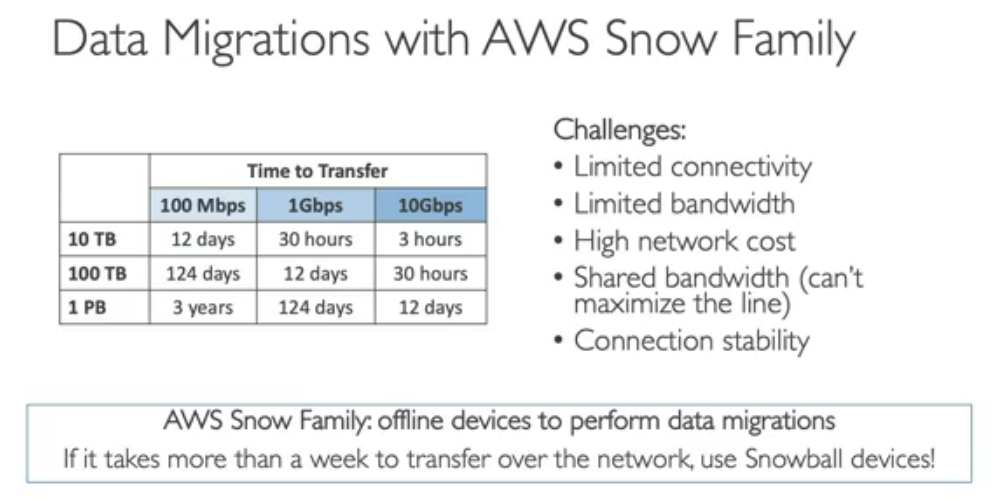 Data Migrations with AWS Snow Family
Time to Transfer
100 Mbps 1Gbps 10Gbps
10 TB 12 days 30 hours 3 hours
100 TB 124 days 12 days 30 hours
1 PB 3 years 124 days 12 days
Challenges:
• Limited connectivity
• Limited bandwidth
• High network cost
• Shared bandwidth (can't
maximize the line)
• Connection stability
AWS Snow Family: offline devices to perform data migrations
If it takes more than a week to transfer over the network, use Snowball devices!